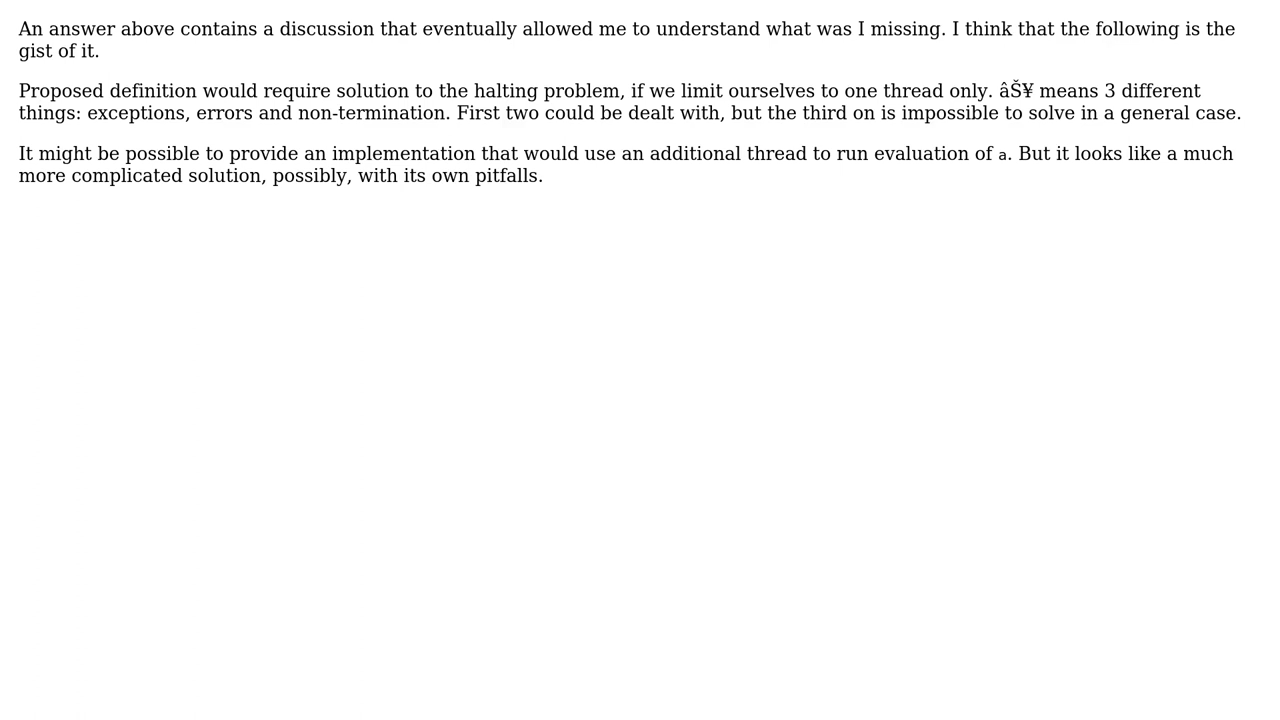 An answer above contains a discussion that eventually allowed me to understand what was I missing. I think that the following is the
gist of it.
Proposed definition would require solution to the halting problem, if we limit ourselves to one thread only. âŠ¥ means 3 different
things: exceptions, errors and non-termination. First two could be dealt with, but the third on is impossible to solve in a general case.
It might be possible to provide an implementation that would use an additional thread to run evaluation of a. But it looks like a much
more complicated solution, possibly, with its own pitfalls.